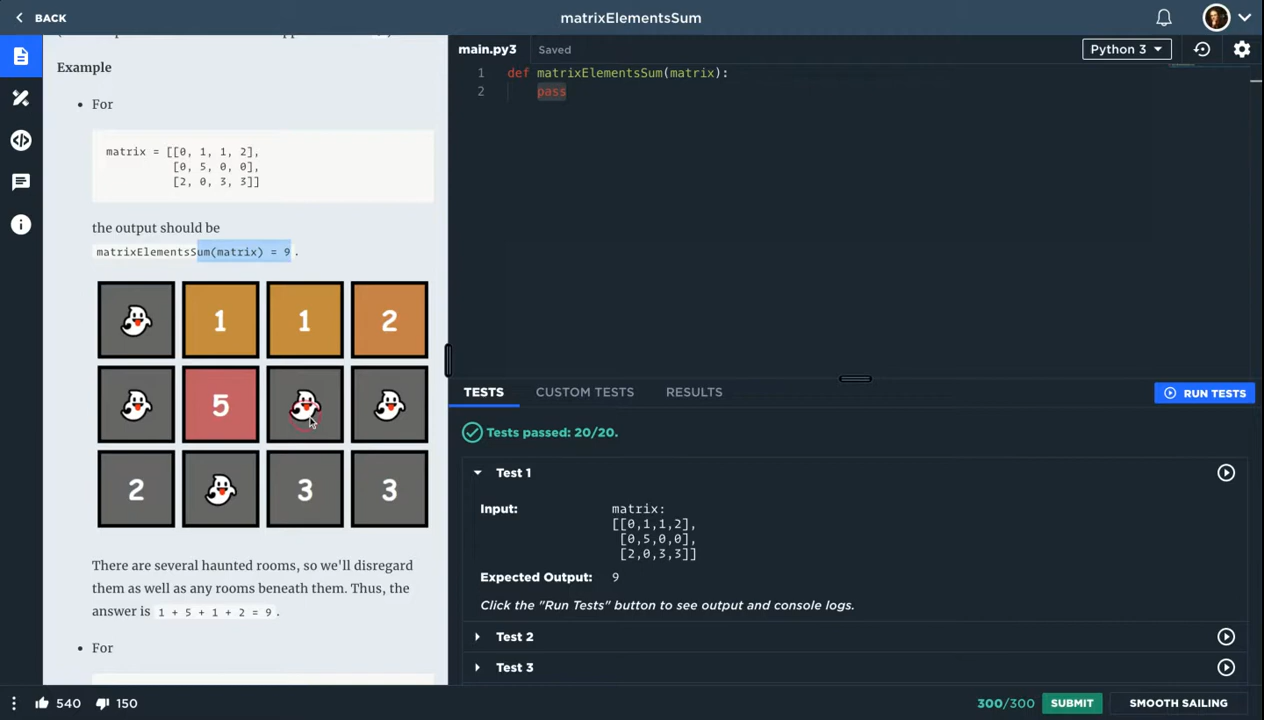 BACK
matrixElementsSum
Example
• For
matrix = [[0, 1, 1, 2],
[0, 5, 0, 0],
[2, 0, 3, 3]]
the output should be
matrixElementsSum(matrix) = 9 .
1 1 2
5
2 3 3
There are several haunted rooms, so we'll disregard
them as well as any rooms beneath them. Thus, the
answer is 1 + 5 + 1 + 2 = 9 .
• For
540 150
main.py3 Saved Python 3
1 def matrixElementsSum(matrix):
2 pass
TESTS CUSTOM TESTS RESULTS RUN TESTS
Tests passed: 20/20.
Test 1
Input: matrix:
[[0,1,1,2],
[0,5,0,0],
[2,0,3,3]]
Expected Output: 9
Click the "Run Tests" button to see output and console logs.
Test 2
Test 3
300/300 SUBMIT SMOOTH SAILING